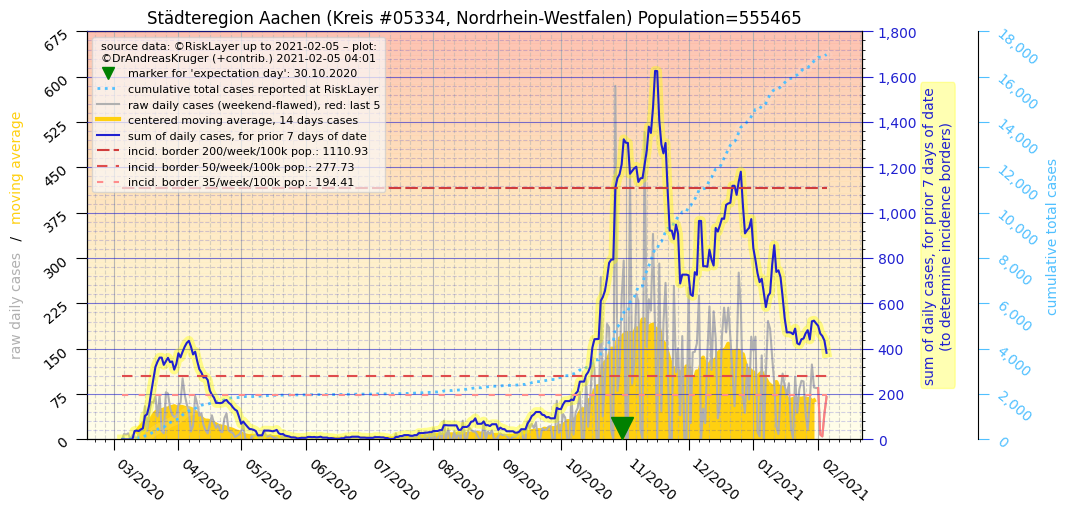 Städteregion Aachen (Kreis #05334, Nordrhein-Westfalen) Population=555465
source data: ©RiskLayer up to 2021-02-05 – plot:
©DrAndreasKruger (+contrib.) 2021-02-05 04:01
marker for 'expectation day': 30.10.2020
cumulative total cases reported at RiskLayer
raw daily cases (weekend-flawed), red: last 5
centered moving average, 14 days cases
sum of daily cases, for prior 7 days of date
incid. border 200/week/100k pop.: 1110.93
incid. border 50/week/100k pop.: 277.73
incid. border 35/week/100k pop.: 194.41
raw daily cases / moving average
675
600
525
450
375
300
225
150
75
0
03/2020
04/2020
05/2020
06/2020
07/2020
08/2020
09/2020
10/2020
11/2020
12/2020
01/2021
02/2021
1,800
1,600
1,400
1,200
1,000
800
600
400
200
0
sum of daily cases, for prior 7 days of date
(to determine incidence borders)
18,000
16,000
14,000
12,000
10,000
8,000
6,000
4,000
2,000
0
cumulative total cases